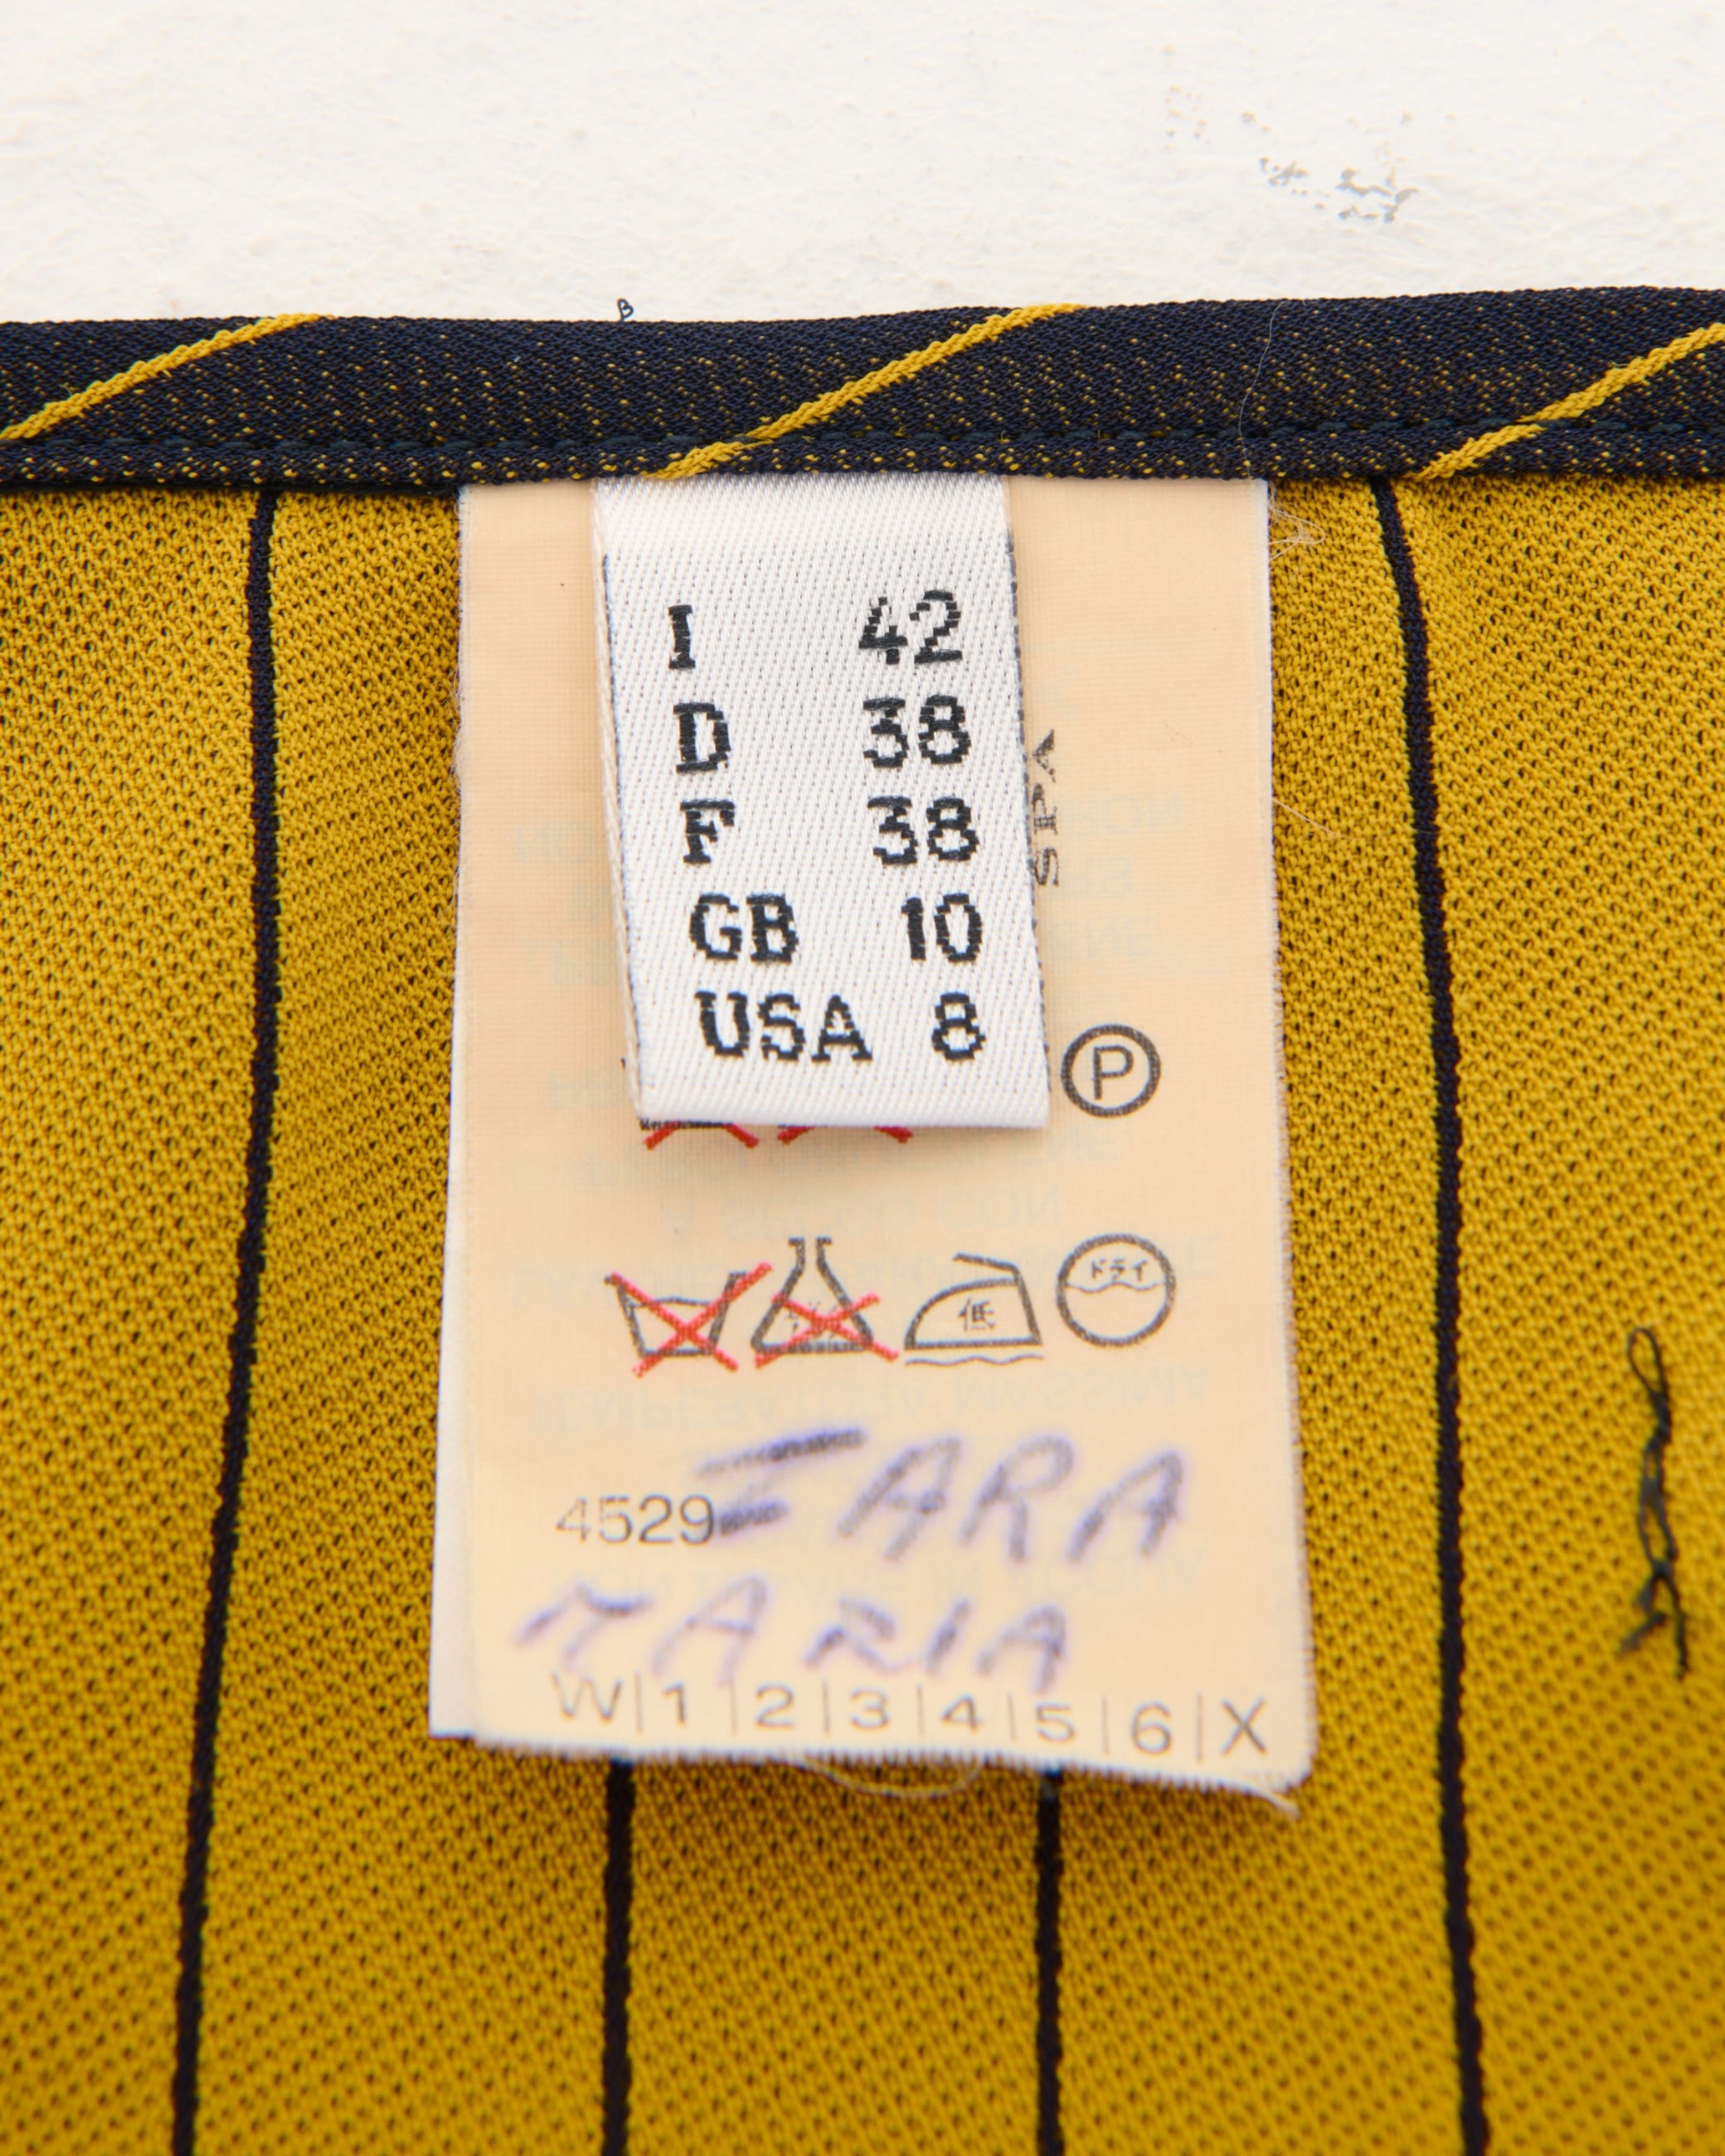 I 42
D 38
F 38
GB 10
USA 8
SPA
P
ドライ
低
4529
FARA
MARIA
W|1|2|3|4|5|6|X